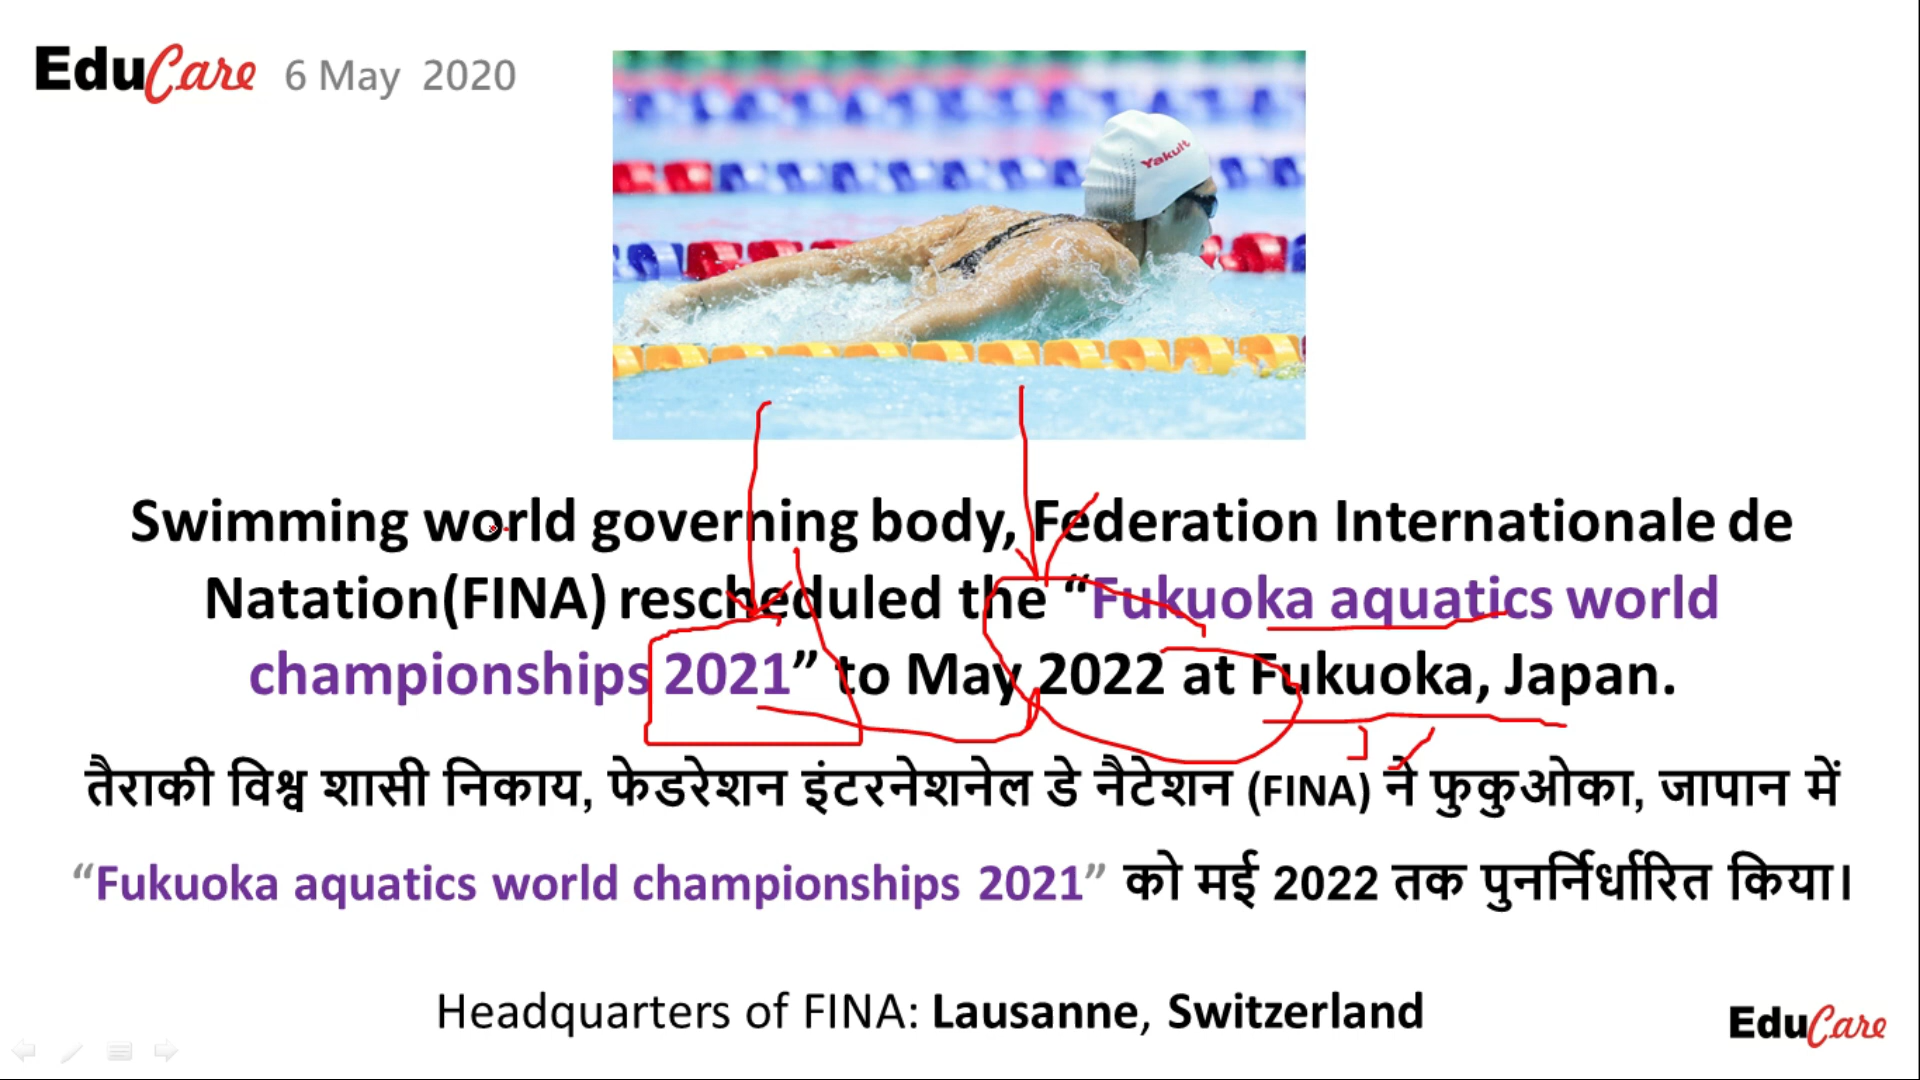 EduCare 6 May 2020
Yakult
Swimming world governing body, Federation Internationale de
Natation(FINA) rescheduled the “Fukuoka aquatics world
championships 2021” to May 2022 at Fukuoka, Japan.
तैराकी विश्व शासी निकाय, फेडरेशन इंटरनेशनेल डे नैटेशन (FINA) ने फुकुओका, जापान में
“Fukuoka aquatics world championships 2021” को मई 2022 तक पुनर्निर्धारित किया।
Headquarters of FINA: Lausanne, Switzerland
EduCare